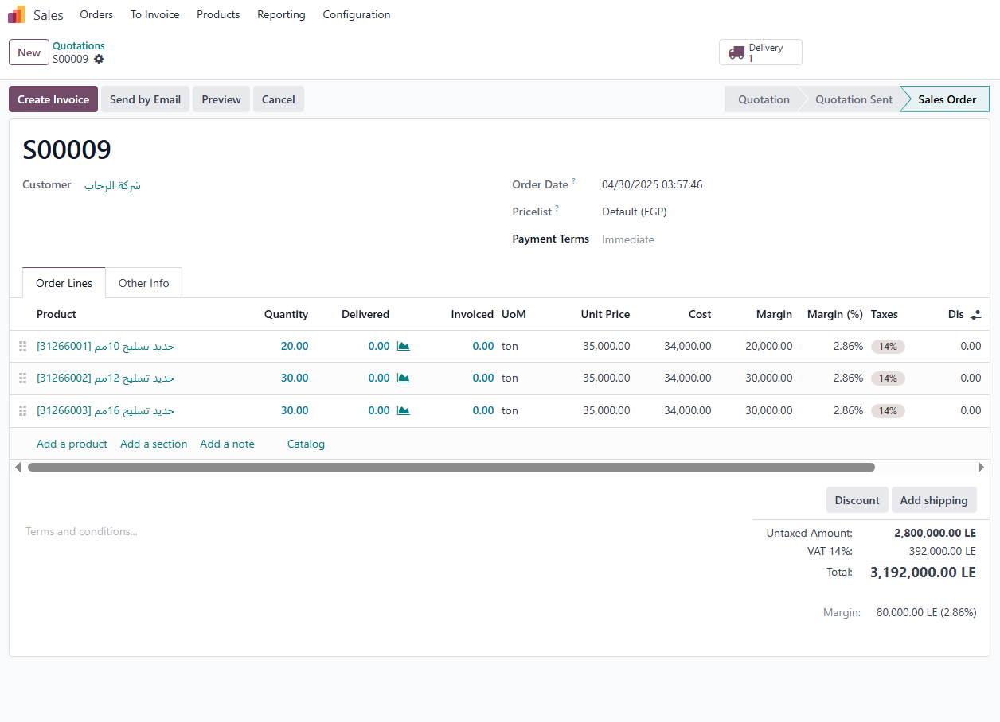 Sales Orders To Invoice Products Reporting Configuration
New Quotations
S00009
Delivery
1
Create Invoice Send by Email Preview Cancel Quotation Quotation Sent Sales Order
S00009
Customer شركة الرحاب
Order Date ? 04/30/2025 03:57:46
Pricelist ? Default (EGP)
Payment Terms Immediate
Order Lines Other Info
Product Quantity Delivered Invoiced UoM Unit Price Cost Margin Margin (%) Taxes Dis
[31266001] حديد تسليح 10مم 20.00 0.00 0.00 ton 35,000.00 34,000.00 20,000.00 2.86% 14% 0.00
[31266002] حديد تسليح 12مم 30.00 0.00 0.00 ton 35,000.00 34,000.00 30,000.00 2.86% 14% 0.00
[31266003] حديد تسليح 16مم 30.00 0.00 0.00 ton 35,000.00 34,000.00 30,000.00 2.86% 14% 0.00
Add a product Add a section Add a note Catalog
Discount Add shipping
Terms and conditions...
Untaxed Amount: 2,800,000.00 LE
VAT 14%: 392,000.00 LE
Total: 3,192,000.00 LE
Margin: 80,000.00 LE (2.86%)